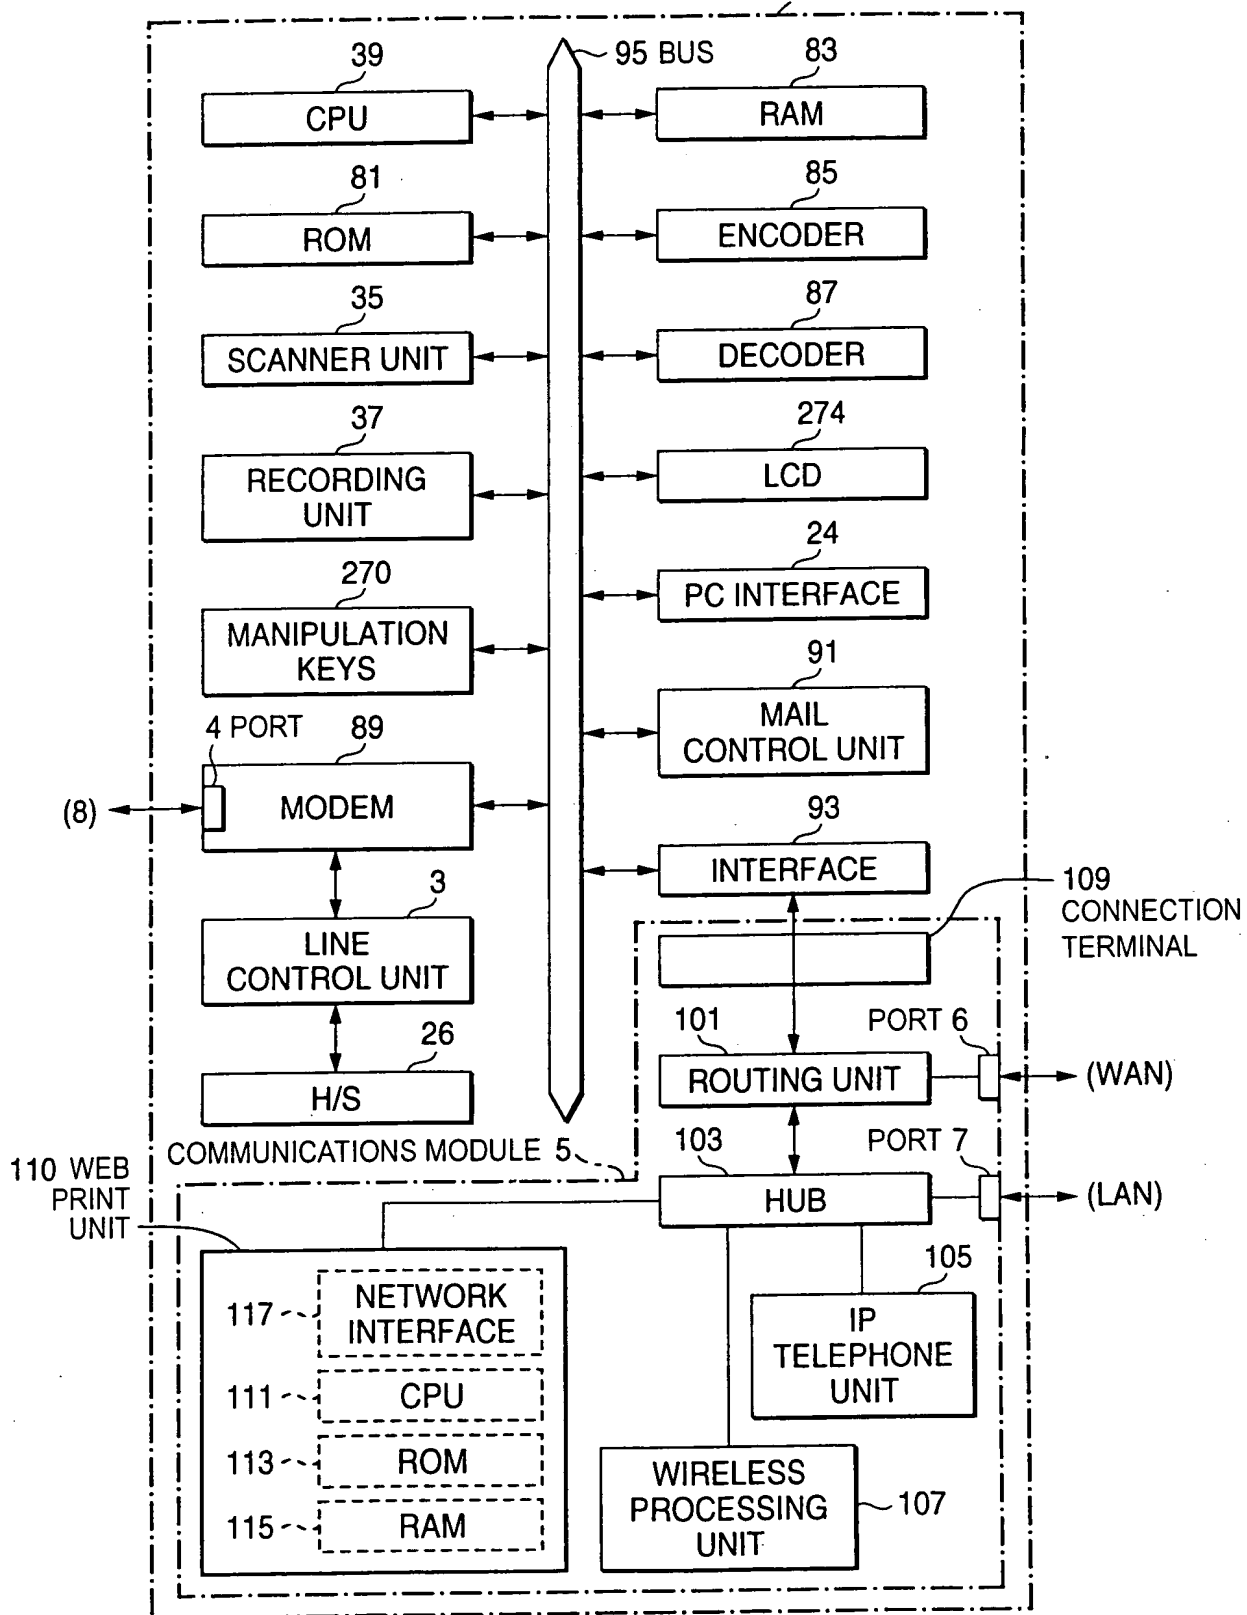 95 BUS
39
CPU
83
RAM
81
ROM
85
ENCODER
35
SCANNER UNIT
87
DECODER
37
RECORDING
UNIT
274
LCD
24
PC INTERFACE
270
MANIPULATION
KEYS
91
MAIL
CONTROL UNIT
4 PORT
89
MODEM
(8)
93
INTERFACE
109
CONNECTION
TERMINAL
3
LINE
CONTROL UNIT
101
PORT 6
ROUTING UNIT
(WAN)
26
H/S
COMMUNICATIONS MODULE 5
103
PORT 7
HUB
(LAN)
110 WEB
PRINT
UNIT
117
NETWORK
INTERFACE
111
CPU
113
ROM
115
RAM
105
IP
TELEPHONE
UNIT
WIRELESS
PROCESSING
UNIT
107